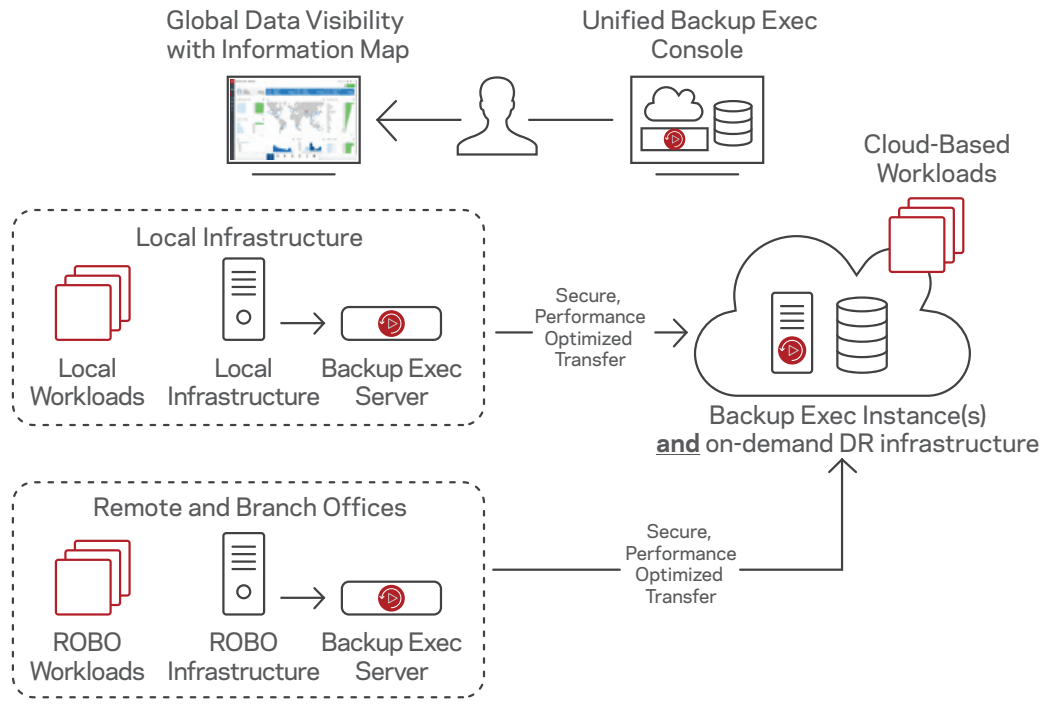 Global Data Visibility
with Information Map
Unified Backup Exec
Console
Cloud-Based
Workloads
Local Infrastructure
Local
Workloads
Local
Infrastructure
Backup Exec
Server
Secure,
Performance
Optimized
Transfer
Backup Exec Instance(s)
and on-demand DR infrastructure
Remote and Branch Offices
ROBO
Workloads
ROBO
Infrastructure
Backup Exec
Server
Secure,
Performance
Optimized
Transfer